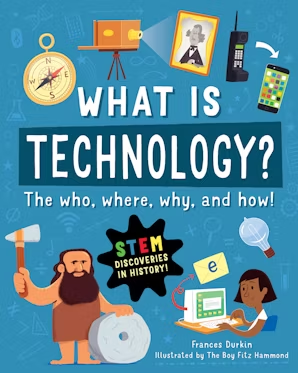 N
E
S
W
WHAT IS
TECHNOLOGY?
The who, where, why, and how!
STEM
DISCOVERIES
IN HISTORY!
e
Frances Durkin
Illustrated by The Boy Fitz Hammond